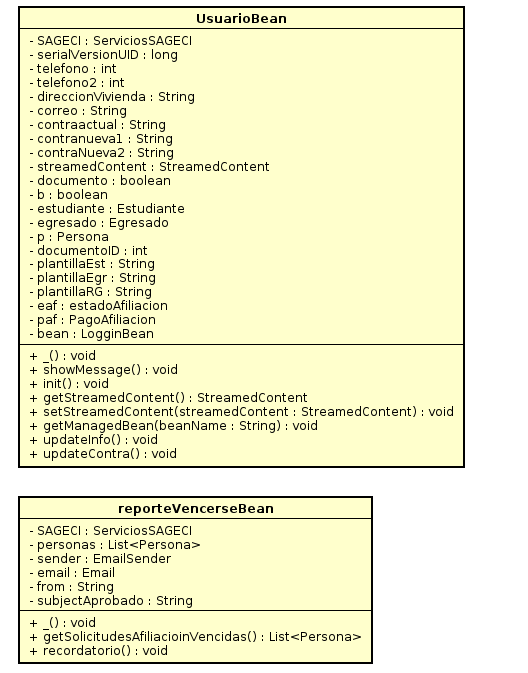 UsuarioBean
- SAGECI : ServiciosSAGECI
- serialVersionUID : long
- telefono : int
- telefono2 : int
- direccionVivienda : String
- correo : String
- contraactual : String
- contranueva1 : String
- contraNueva2 : String
- streamedContent : StreamedContent
- documento : boolean
- b : boolean
- estudiante : Estudiante
- egresado : Egresado
- p : Persona
- documentoID : int
- plantillaEst : String
- plantillaEgr : String
- plantillaRG : String
- eaf : estadoAfiliacion
- paf : PagoAfiliacion
- bean : LogginBean
+ _() : void
+ showMessage() : void
+ init() : void
+ getStreamedContent() : StreamedContent
+ setStreamedContent(streamedContent : StreamedContent) : void
+ getManagedBean(beanName : String) : void
+ updateInfo() : void
+ updateContra() : void
reporteVencerseBean
- SAGECI : ServiciosSAGECI
- personas : List<Persona>
- sender : EmailSender
- email : Email
- from : String
- subjectAprobado : String
+ _() : void
+ getSolicitudesAfiliacioinVencidas() : List<Persona>
+ recordatorio() : void